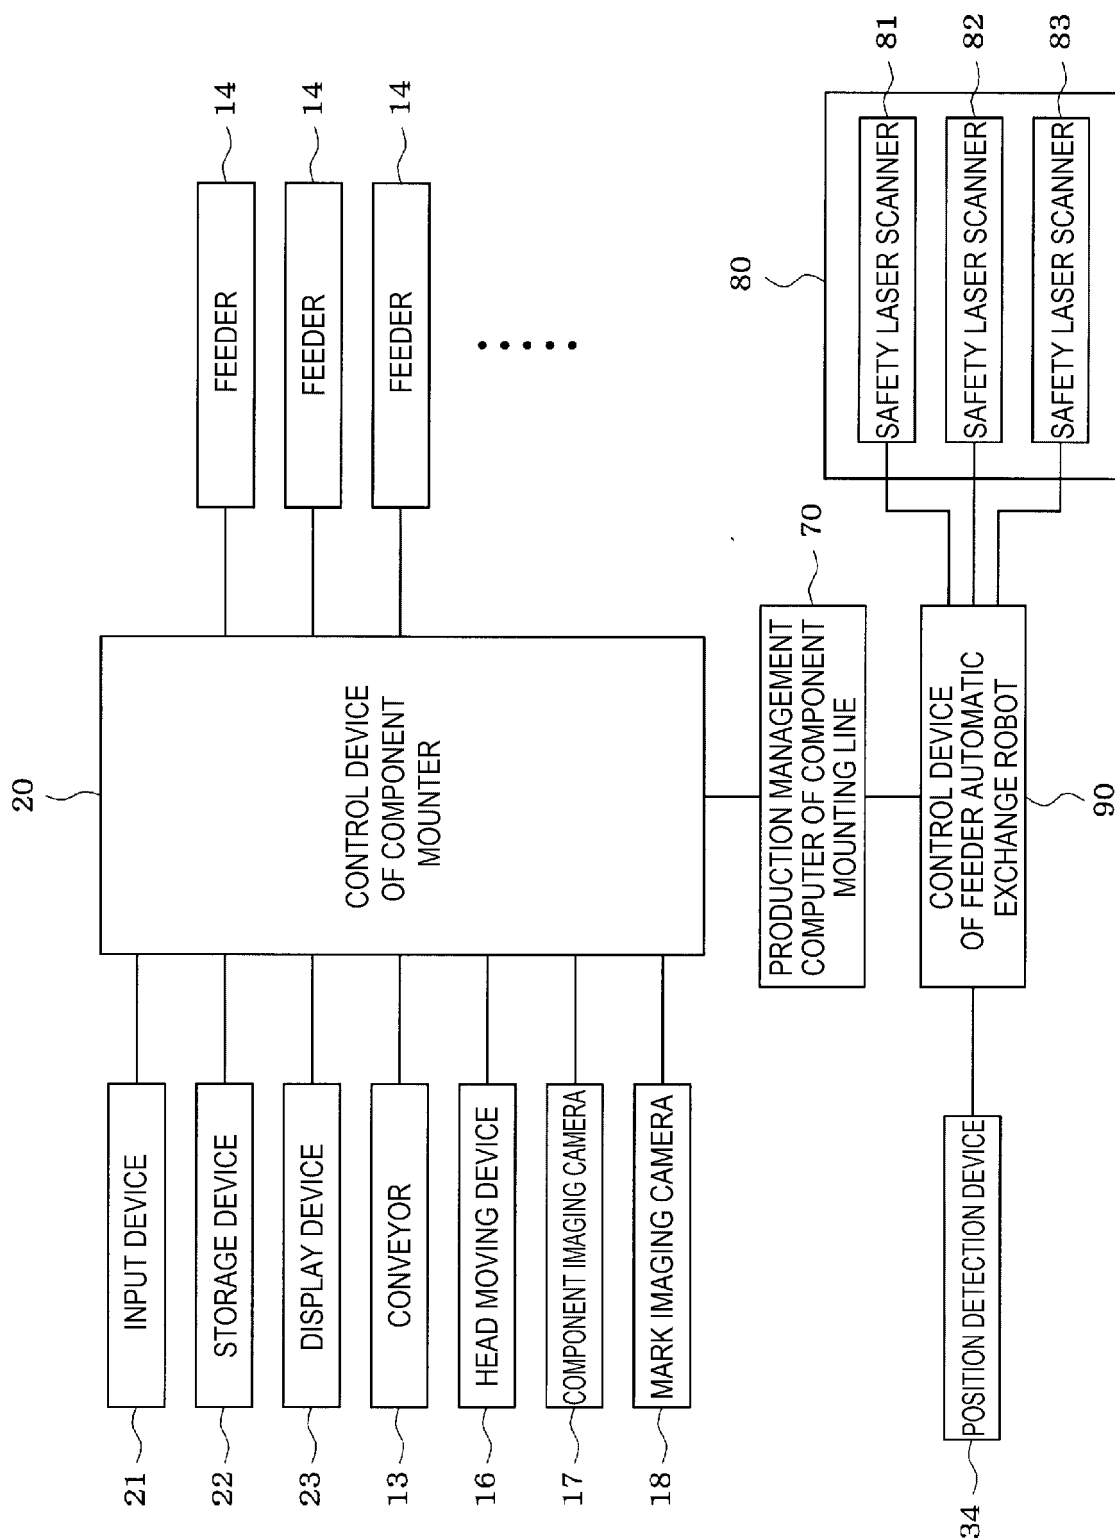 20
21
INPUT DEVICE
22
STORAGE DEVICE
23
DISPLAY DEVICE
13
CONVEYOR
16
HEAD MOVING DEVICE
17
COMPONENT IMAGING CAMERA
18
MARK IMAGING CAMERA
CONTROL DEVICE
OF COMPONENT
MOUNTER
FEEDER
14
FEEDER
14
FEEDER
14
PRODUCTION MANAGEMENT
COMPUTER OF COMPONENT
MOUNTING LINE
70
34
POSITION DETECTION DEVICE
CONTROL DEVICE
OF FEEDER AUTOMATIC
EXCHANGE ROBOT
90
80
SAFETY LASER SCANNER
81
SAFETY LASER SCANNER
82
SAFETY LASER SCANNER
83